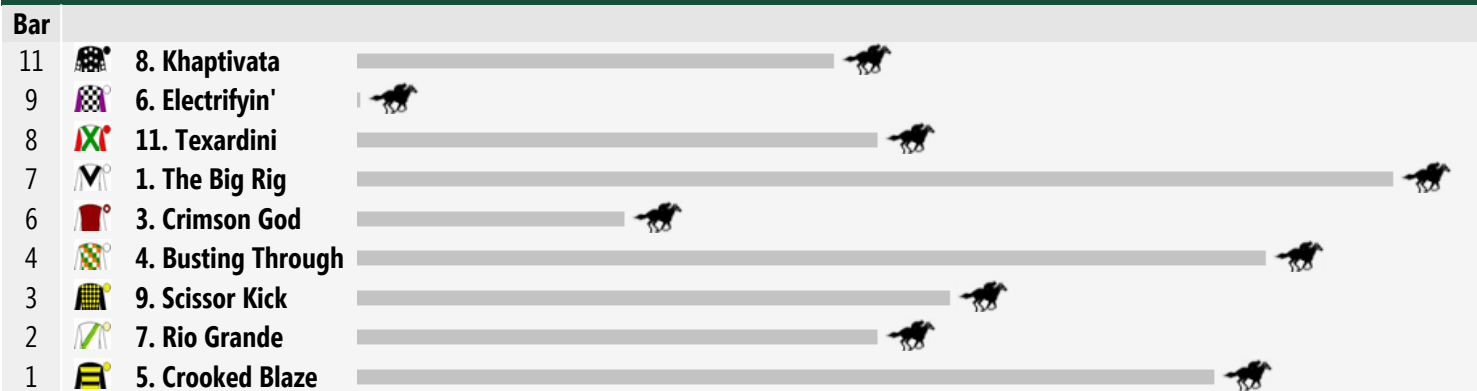 Bar
11 8. Khaptivata
9 6. Electrifyin'
8 11. Texardini
7 1. The Big Rig
6 3. Crimson God
4 4. Busting Through
3 9. Scissor Kick
2 7. Rio Grande
1 5. Crooked Blaze